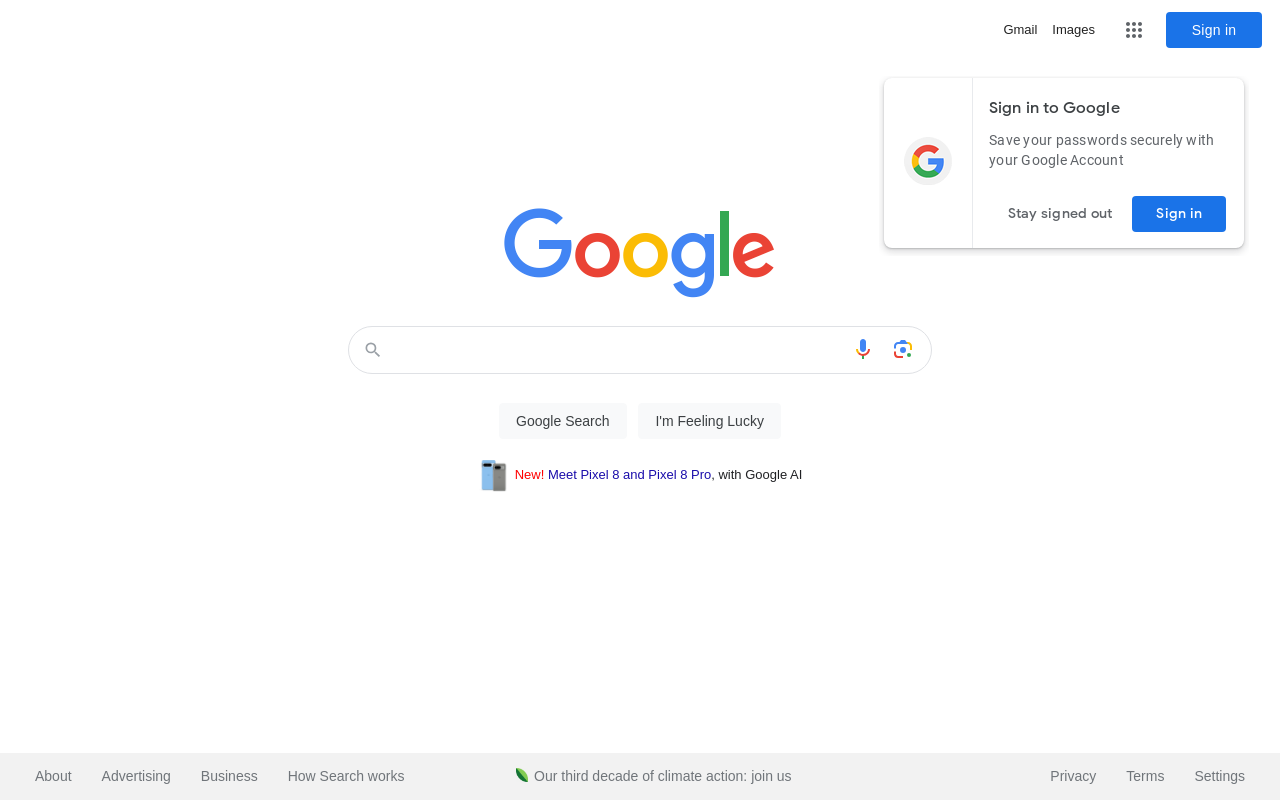 Gmail Images Sign in
Sign in to Google
Save your passwords securely with
your Google Account
Stay signed out Sign in
Google
Google Search I'm Feeling Lucky
New! Meet Pixel 8 and Pixel 8 Pro, with Google AI
About Advertising Business How Search works Our third decade of climate action: join us Privacy Terms Settings